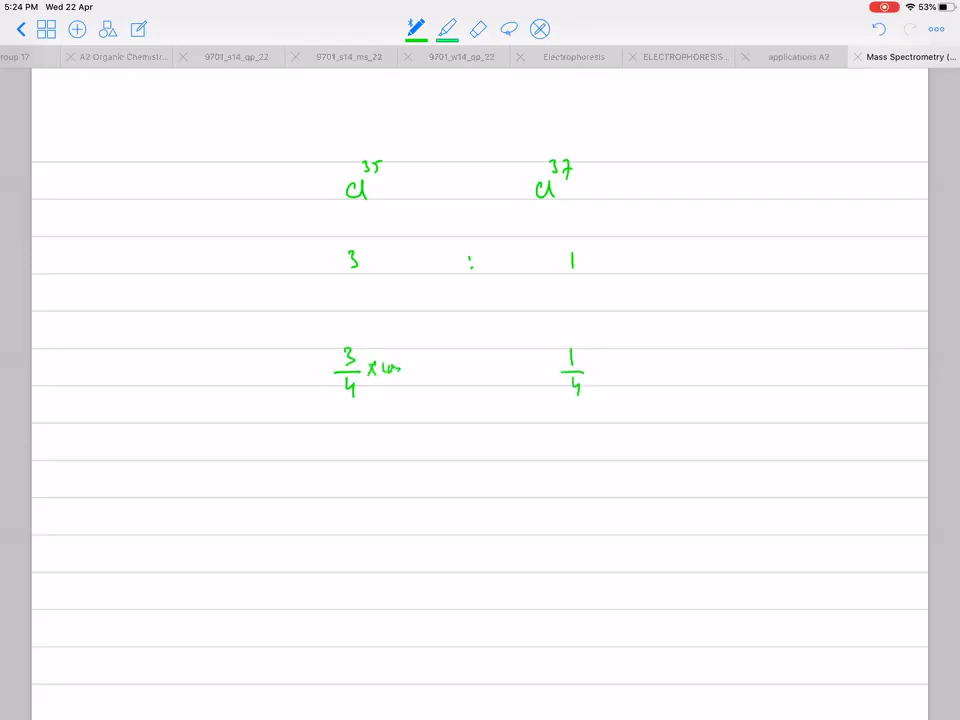 5:24 PM Wed 22 Apr 53%
roup 17 A2 Organic Chemistr... 9701_s14_qp_22 9701_s14_ms_22 9701_w14_qp_22 Electrophoresis ELECTROPHORESIS... applications A2 Mass Spectrometry (...
Cl³⁵ Cl³⁷
3 : 1
3/4 × 1/4